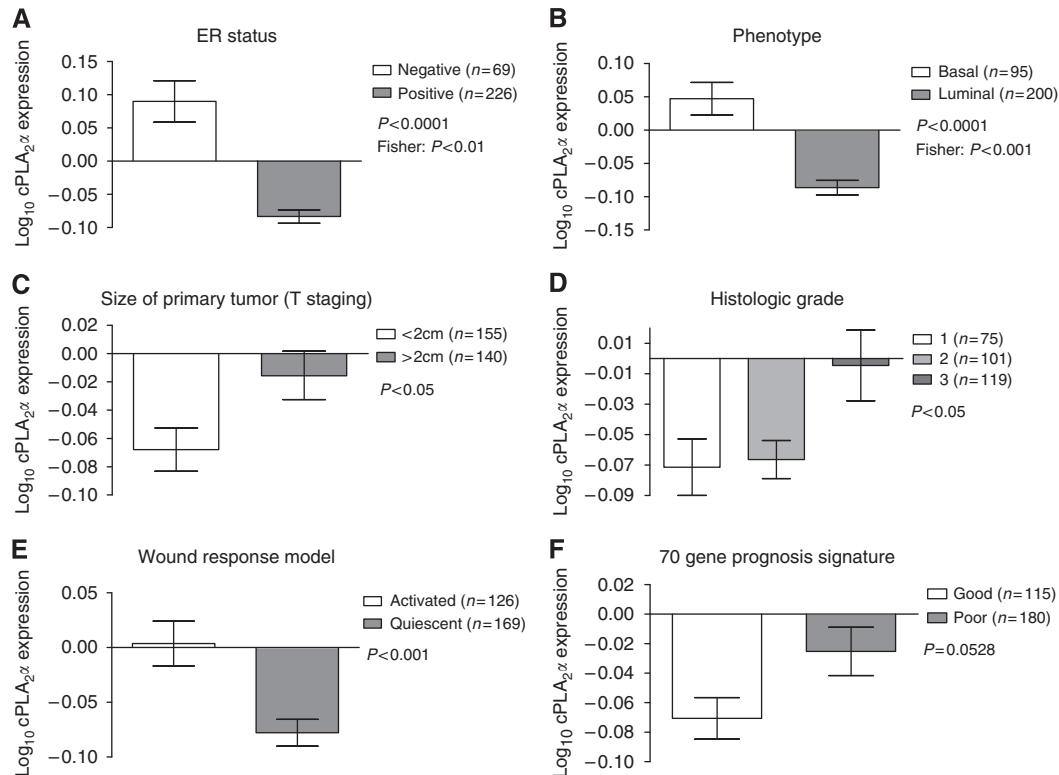 A
ER status
Log10 cPLA2α expression
0.15
0.10
0.05
0.00
−0.05
−0.10
Negative (n=69)
Positive (n=226)
P<0.0001
Fisher: P<0.01
B
Phenotype
Log10 cPLA2α expression
0.10
0.05
0.00
−0.05
−0.10
−0.15
Basal (n=95)
Luminal (n=200)
P<0.0001
Fisher: P<0.001
C
Size of primary tumor (T staging)
Log10 cPLA2α expression
0.02
0.00
−0.02
−0.04
−0.06
−0.08
−0.10
<2cm (n=155)
>2cm (n=140)
P<0.05
D
Histologic grade
Log10 cPLA2α expression
0.01
−0.01
−0.03
−0.05
−0.07
−0.09
1 (n=75)
2 (n=101)
3 (n=119)
P<0.05
E
Wound response model
Log10 cPLA2α expression
0.05
0.00
−0.05
−0.10
Activated (n=126)
Quiescent (n=169)
P<0.001
F
70 gene prognosis signature
Log10 cPLA2α expression
0.02
0.00
−0.02
−0.04
−0.06
−0.08
−0.10
Good (n=115)
Poor (n=180)
P=0.0528